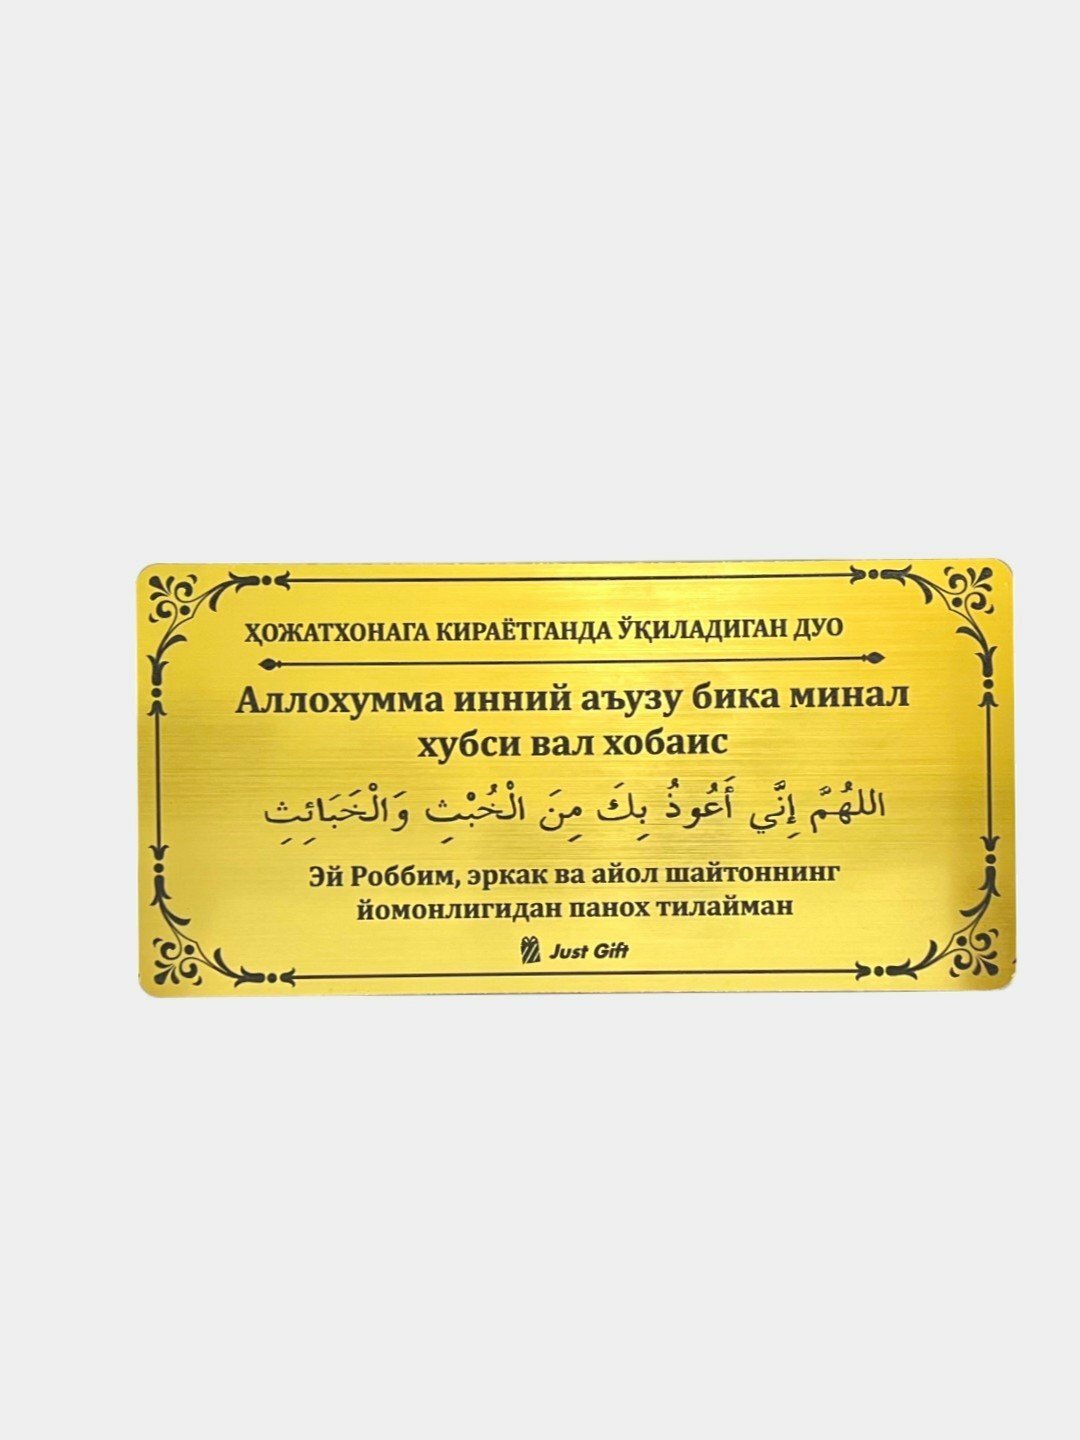 ҲОЖАТХОНАГА КИРАЁТГАНДА ЎҚИЛАДИГАН ДУО
Аллохумма инний аъузу бика минал
хубси вал хобаис
اللهُمَّ إِنَّي أَعُوذُ بِكَ مِنَ الْخُبْثِ وَالْخَبَائِثِ
Эй Роббим, эркак ва айол шайтоннинг
йомонлигидан панох тилайман
Just Gift